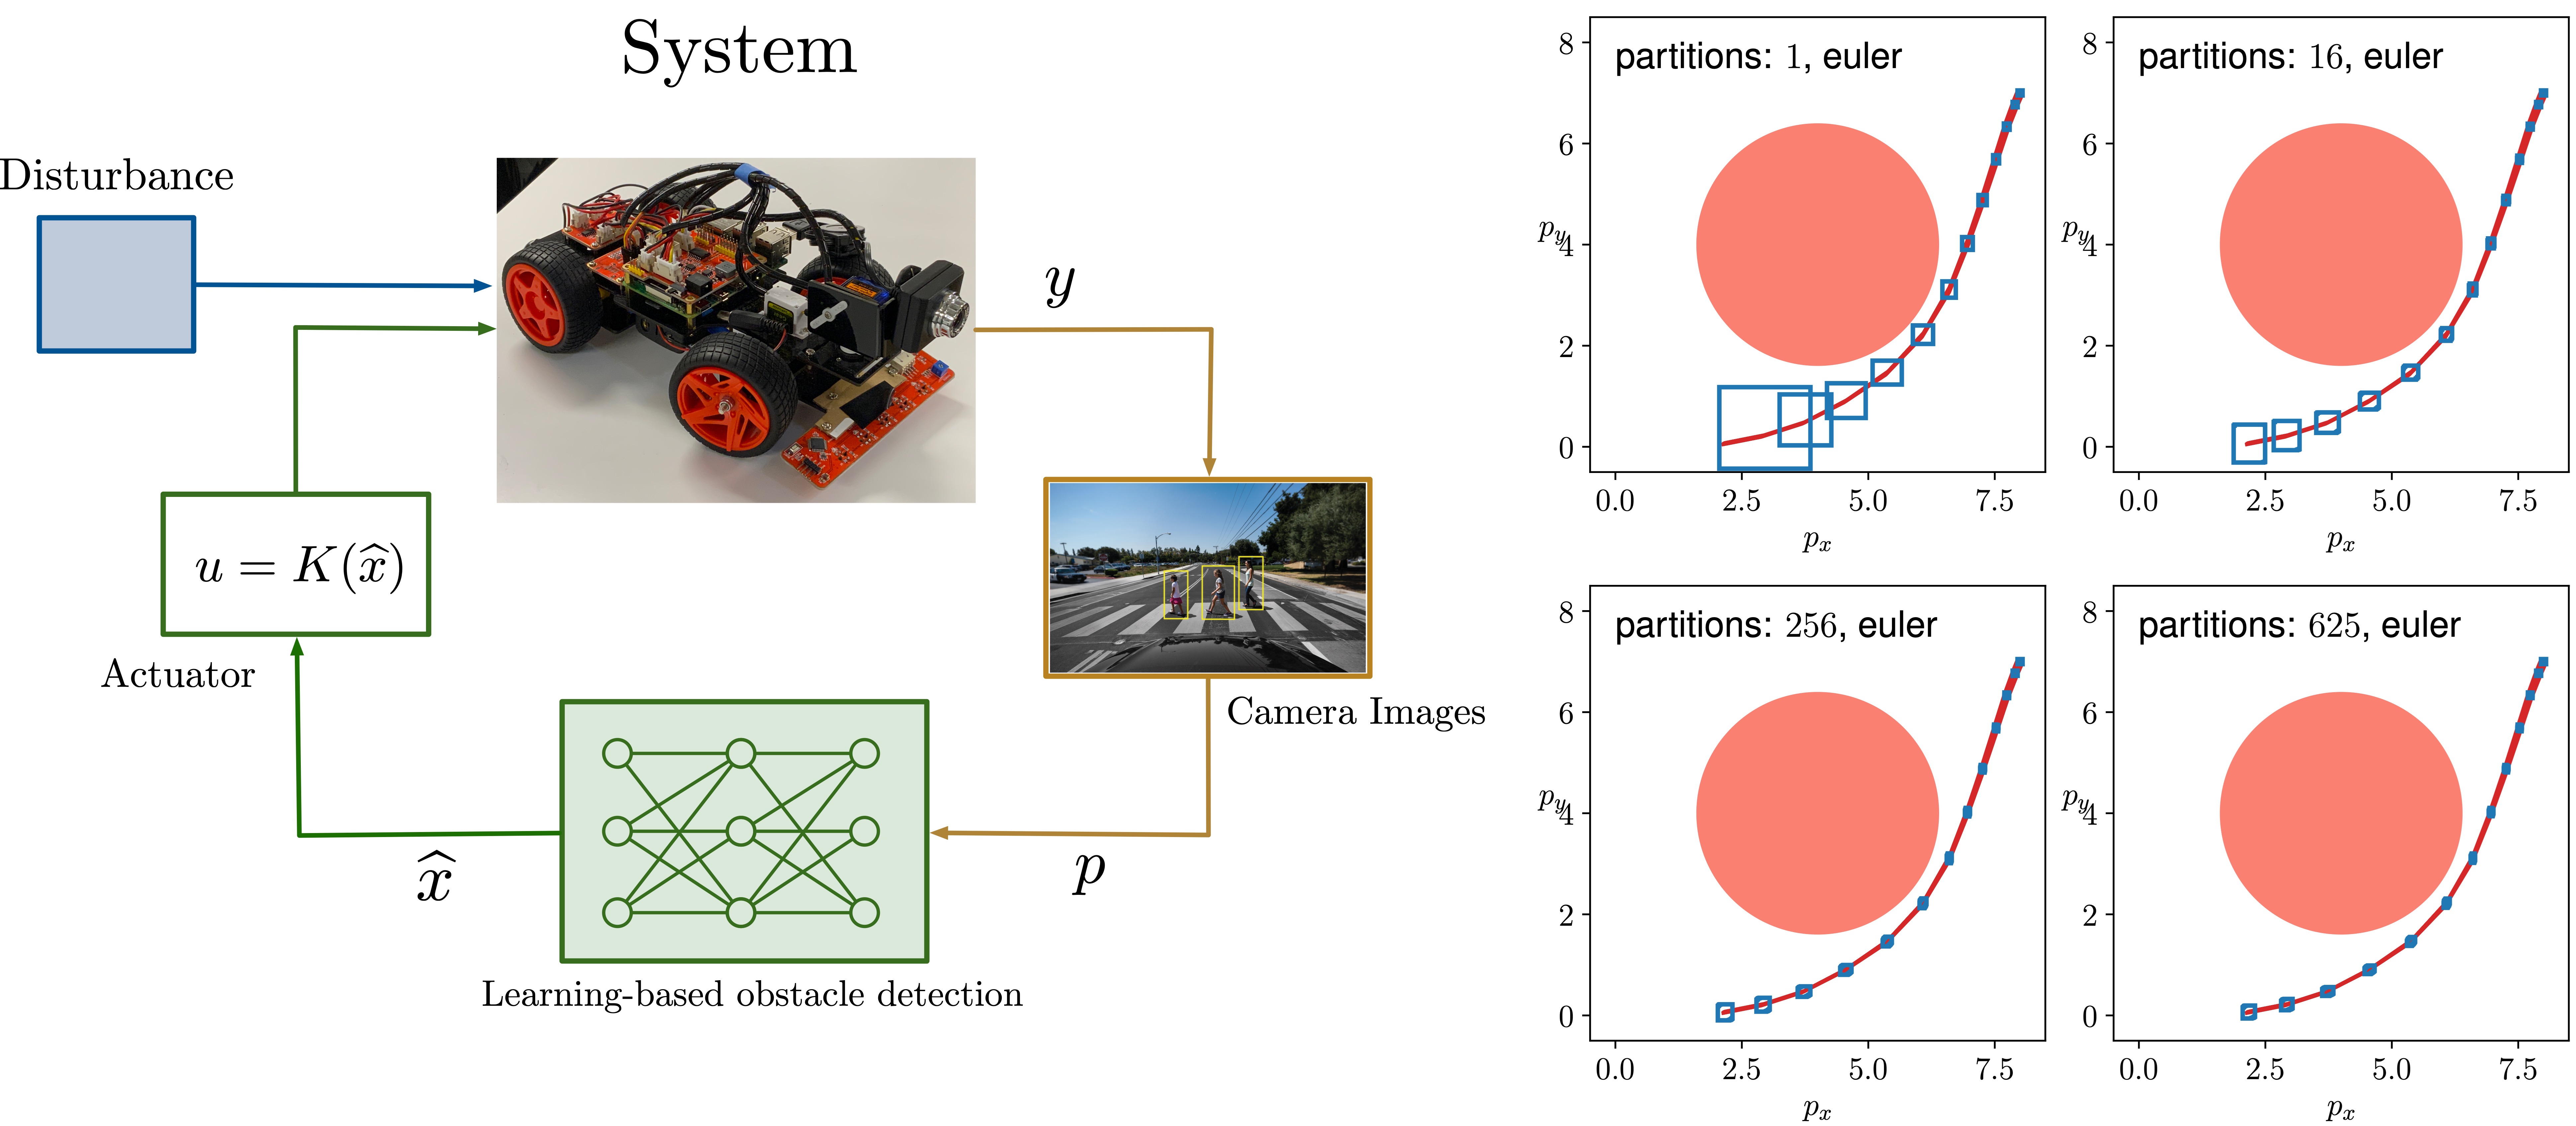 System
Disturbance
y
u = K(x̂)
Actuator
Camera Images
x̂
p
Learning-based obstacle detection
partitions: 1, euler
8
6
p_y
4
2
0
0.0 2.5 5.0 7.5
p_x
partitions: 16, euler
8
6
p_y
4
2
0
0.0 2.5 5.0 7.5
p_x
partitions: 256, euler
8
6
p_y
4
2
0
0.0 2.5 5.0 7.5
p_x
partitions: 625, euler
8
6
p_y
4
2
0
0.0 2.5 5.0 7.5
p_x